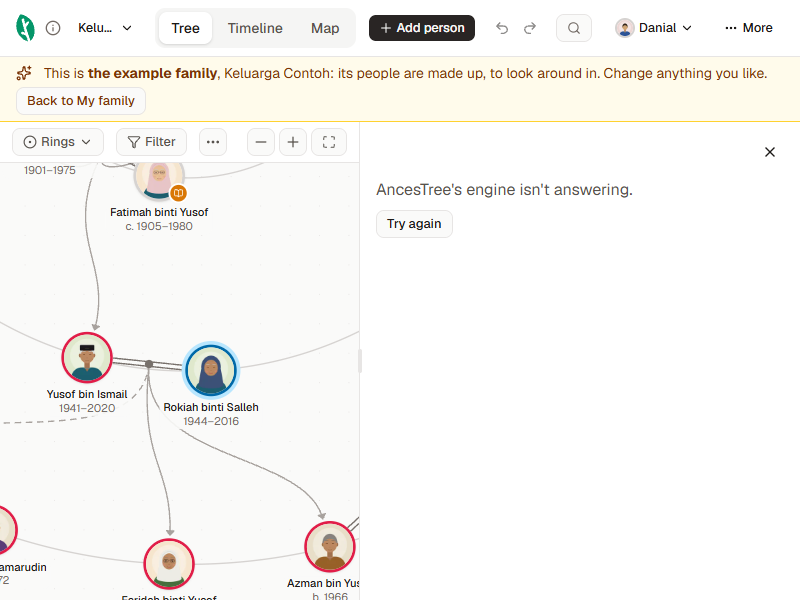 Kelu...
Tree
Timeline
Map
+ Add person
Danial
More
This is the example family, Keluarga Contoh: its people are made up, to look around in. Change anything you like.
Back to My family
Rings
Filter
AncesTree's engine isn't answering.
Try again
1901–1975
Fatimah binti Yusof
c. 1905–1980
Yusof bin Ismail
1941–2020
Rokiah binti Salleh
1944–2016
amarudin
72
Faridah binti Yusof
Azman bin Yus
b. 1966